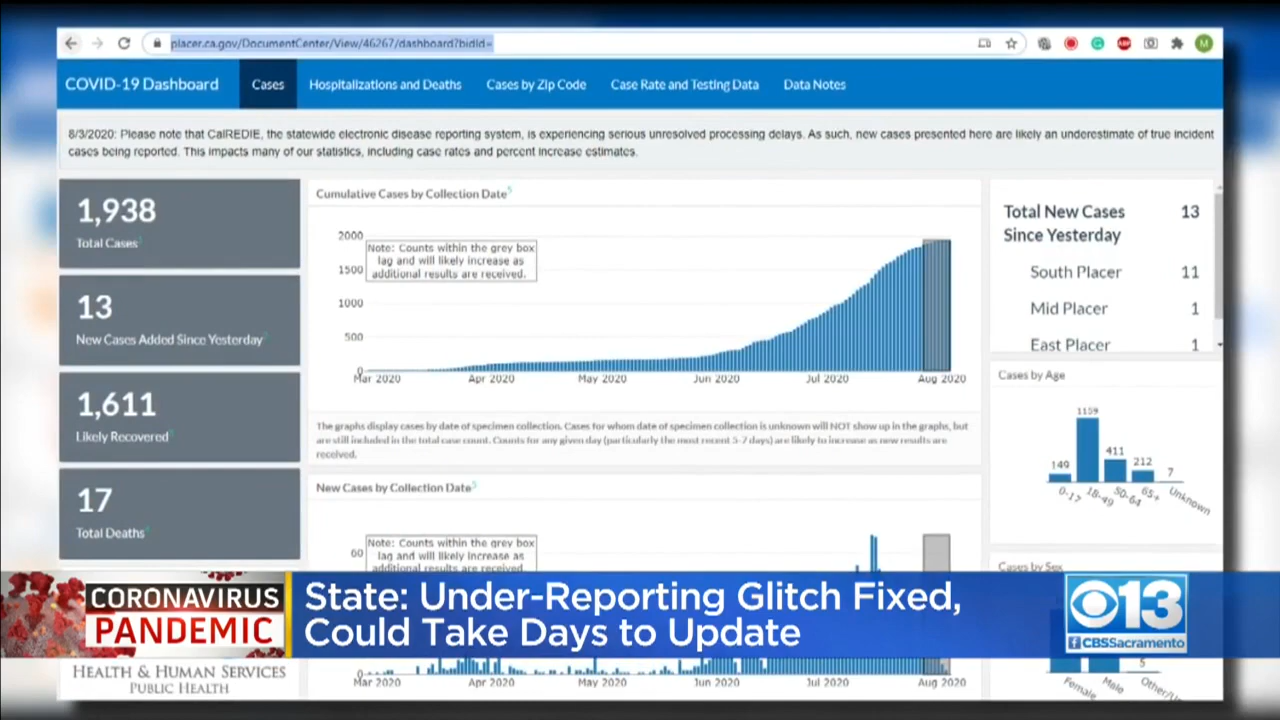 placer.ca.gov/DocumentCenter/View/46267/dashboard?bidId=
ABP
M
COVID-19 Dashboard
Cases
Hospitalizations and Deaths
Cases by Zip Code
Case Rate and Testing Data
Data Notes
8/3/2020: Please note that CalREDIE, the statewide electronic disease reporting system, is experiencing serious unresolved processing delays. As such, new cases presented here are likely an underestimate of true incident
cases being reported. This impacts many of our statistics, including case rates and percent increase estimates.
1,938
Total Cases
13
New Cases Added Since Yesterday
1,611
Likely Recovered
17
Total Deaths
Cumulative Cases by Collection Date
2000
1500
1000
500
0
Note: Counts within the grey box
lag and will likely increase as
additional results are received.
Mar 2020 Apr 2020 May 2020 Jun 2020 Jul 2020 Aug 2020
The graphs display cases by date of specimen collection. Cases for whom date of specimen collection is unknown will NOT show up in the graphs, but
are still included in the total case count. Counts for any given day (particularly the most recent 5-7 days) are likely to increase as new results are
received.
New Cases by Collection Date
60
Note: Counts within the grey box
lag and will likely increase as
additional results are received.
0
Mar 2020 Apr 2020 May 2020 Jun 2020 Jul 2020 Aug 2020
Total New Cases 13
Since Yesterday
South Placer 11
Mid Placer 1
East Placer 1
Cases by Age
149 1159 411 212 7
0-17 18-49 50-64 65+ Unknown
Cases by Sex
5
Female Male Other/U
CORONAVIRUS
PANDEMIC
State: Under-Reporting Glitch Fixed,
Could Take Days to Update
13
f CBSSacramento
HEALTH & HUMAN SERVICES
PUBLIC HEALTH